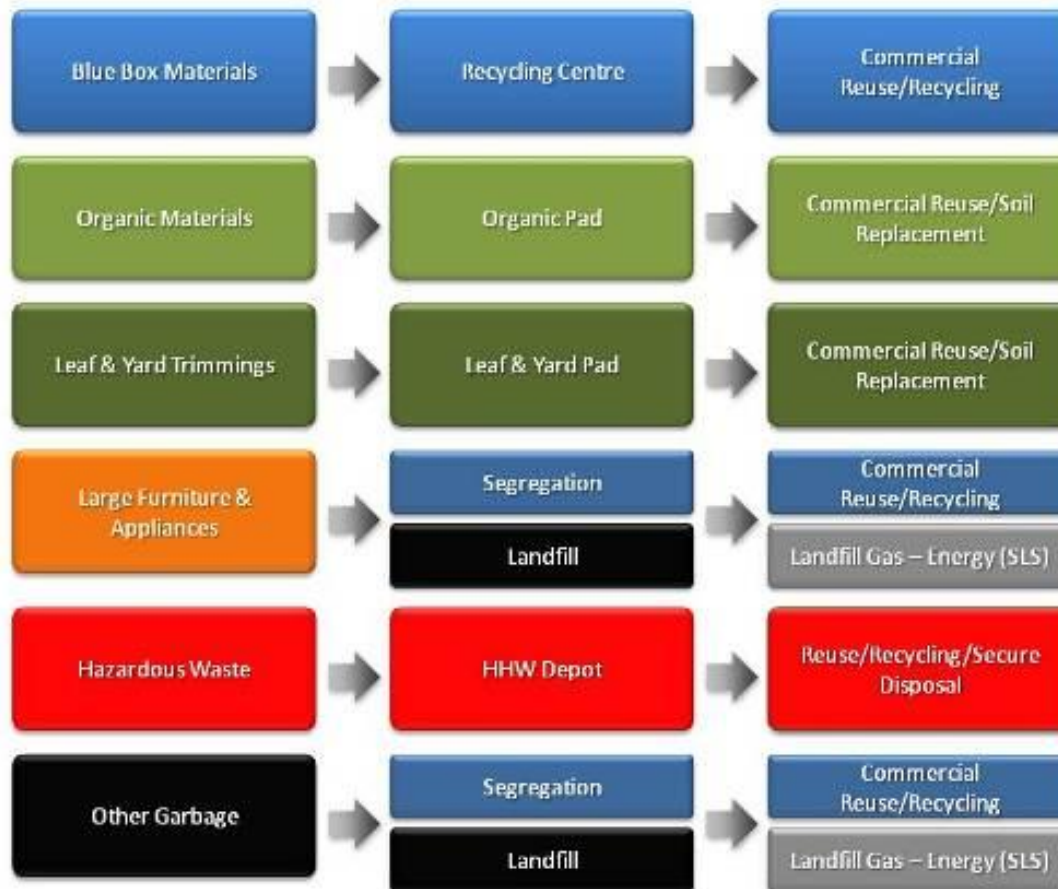 Blue Box Materials
Recycling Centre
Commercial
Reuse/Recycling
Organic Materials
Organic Pad
Commercial Reuse/Soil
Replacement
Leaf & Yard Trimmings
Leaf & Yard Pad
Commercial Reuse/Soil
Replacement
Large Furniture &
Appliances
Segregation
Commercial
Reuse/Recycling
Landfill
Landfill Gas – Energy (SLS)
Hazardous Waste
HHW Depot
Reuse/Recycling/Secure
Disposal
Other Garbage
Segregation
Commercial
Reuse/Recycling
Landfill
Landfill Gas – Energy (SLS)